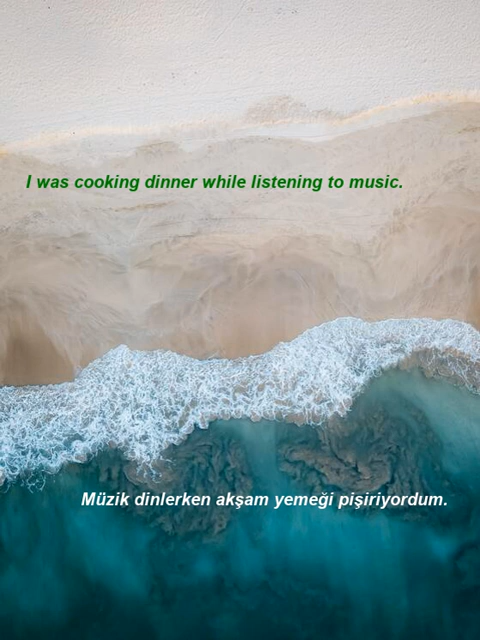 I was cooking dinner while listening to music.
Müzik dinlerken akşam yemeği pişiriyordum.